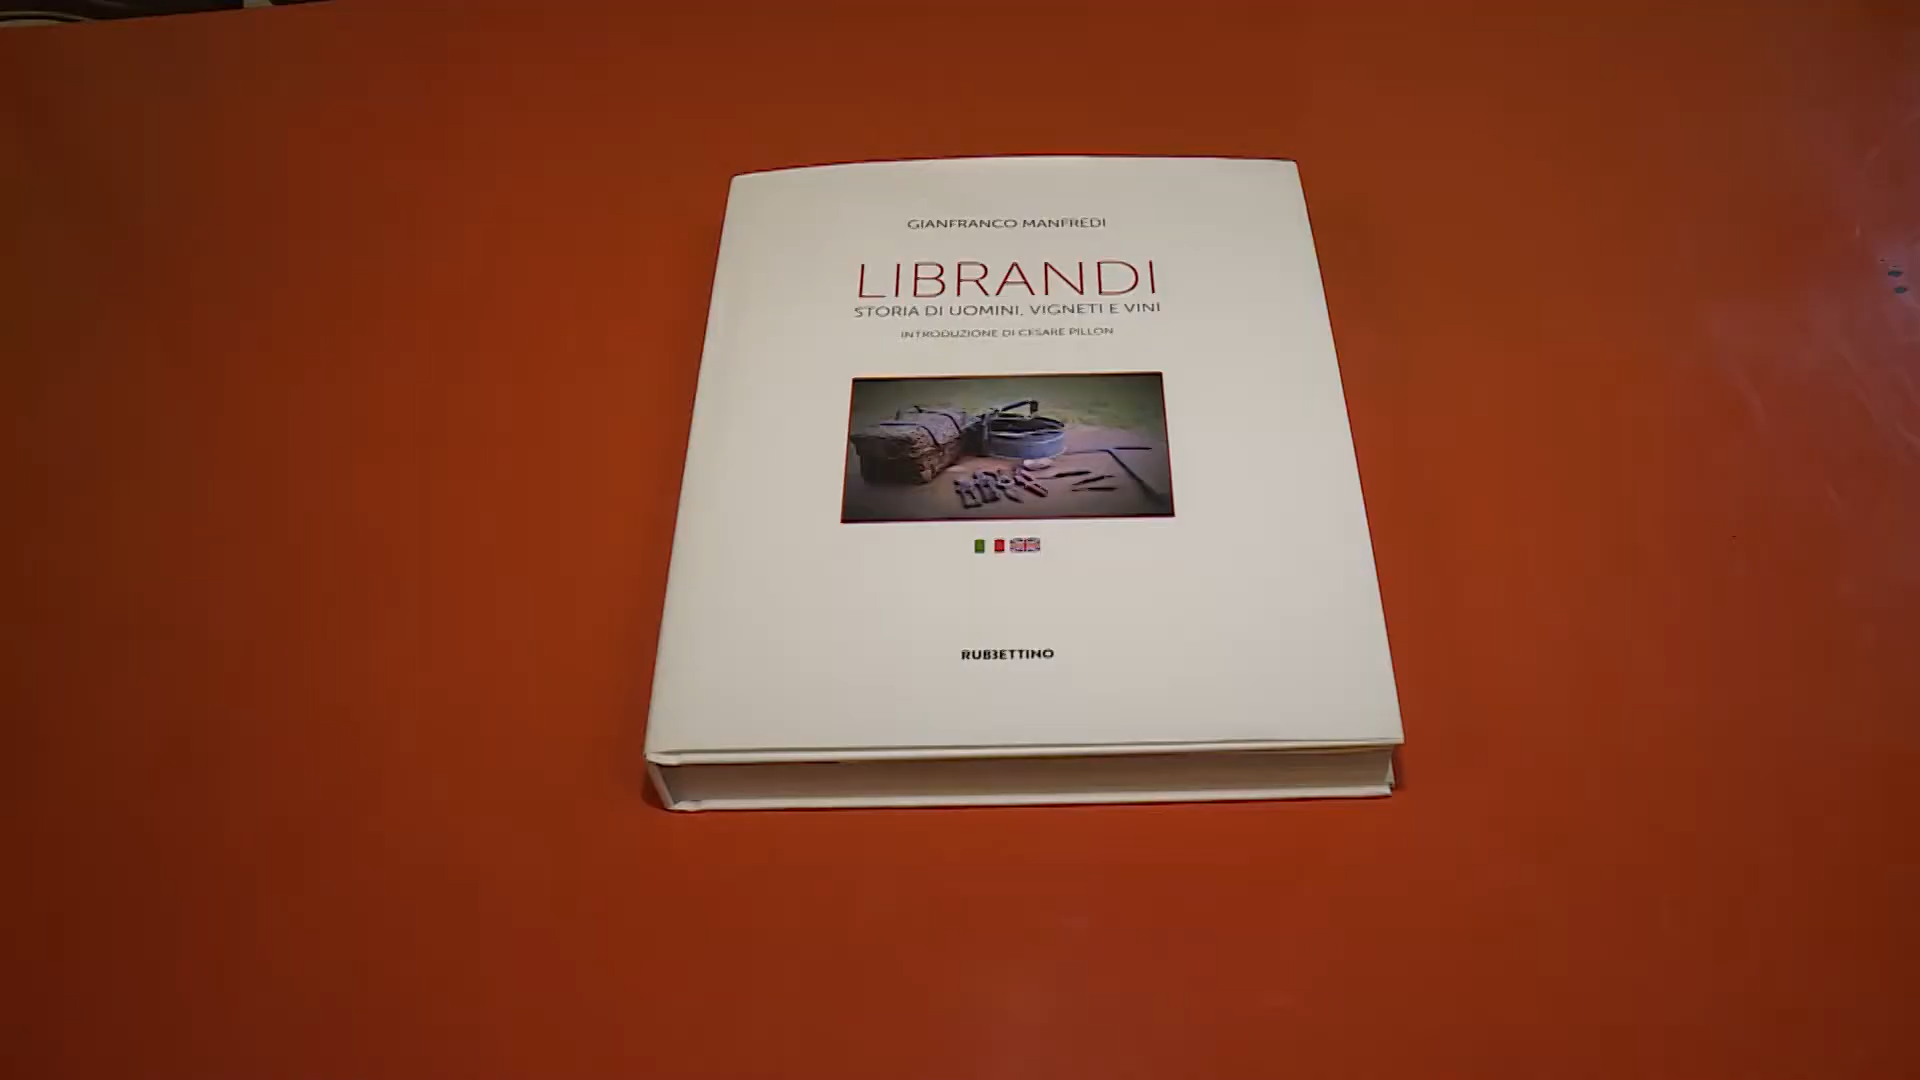 GIANFRANCO MANFREDI
LIBRANDI
STORIA DI UOMINI, VIGNETI E VINI
INTRODUZIONE DI CESARE PILLON
RUBBETTINO